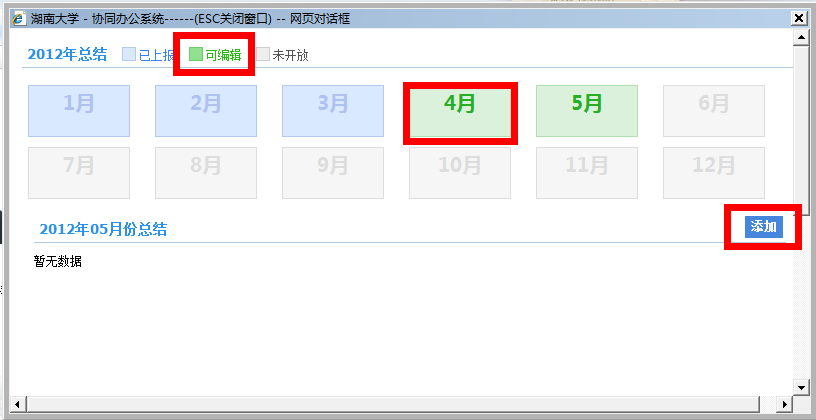 湖南大学 - 协同办公系统------(ESC关闭窗口) -- 网页对话框
2012年总结 已上报 可编辑 未开放
1月 2月 3月 4月 5月 6月
7月 8月 9月 10月 11月 12月
2012年05月份总结 添加
暂无数据